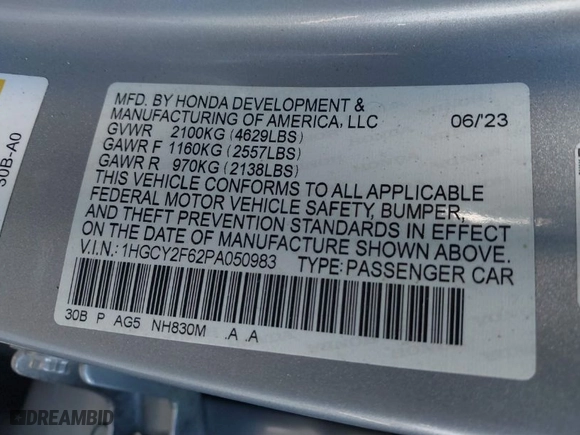 MFD. BY HONDA DEVELOPMENT &
MANUFACTURING OF AMERICA, LLC 06/'23
GVWR 2100KG (4629LBS)
GAWR F 1160KG (2557LBS)
GAWR R 970KG (2138LBS)
THIS VEHICLE CONFORMS TO ALL APPLICABLE
FEDERAL MOTOR VEHICLE SAFETY, BUMPER,
AND THEFT PREVENTION STANDARDS IN EFFECT
ON THE DATE OF MANUFACTURE SHOWN ABOVE.
V.I.N.: 1HGCY2F62PA050983 TYPE: PASSENGER CAR
30B P AG5 NH830M .A .A
30B-A0
DREAMBID